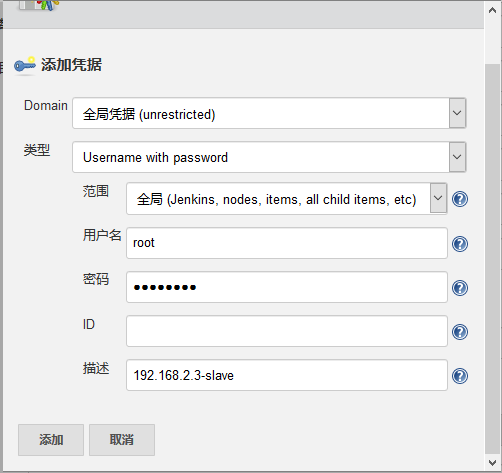 添加凭据
Domain 全局凭据 (unrestricted)
类型 Username with password
范围 全局 (Jenkins, nodes, items, all child items, etc)
用户名 root
密码 ••••••••
ID
描述 192.168.2.3-slave
添加 取消